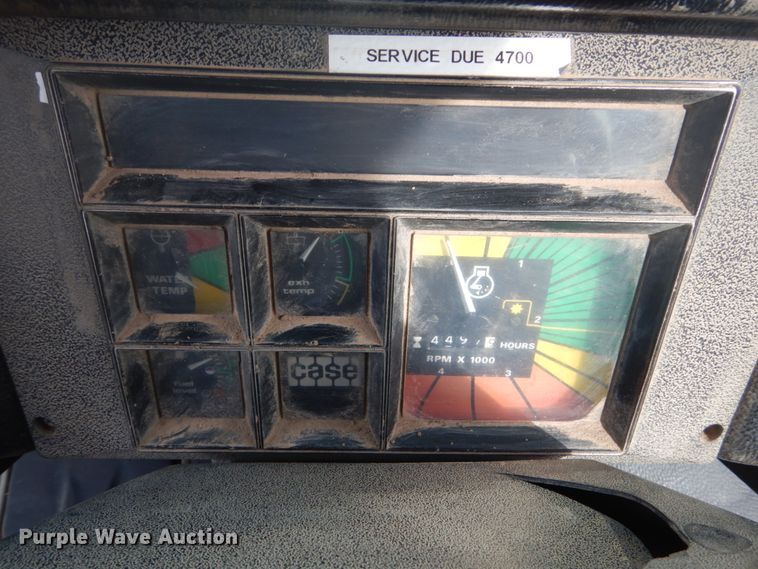 SERVICE DUE 4700
WATER
TEMP
exh
temp
1
2
HOURS
RPM X 1000
4
3
Fuel
level
case
Purple Wave Auction